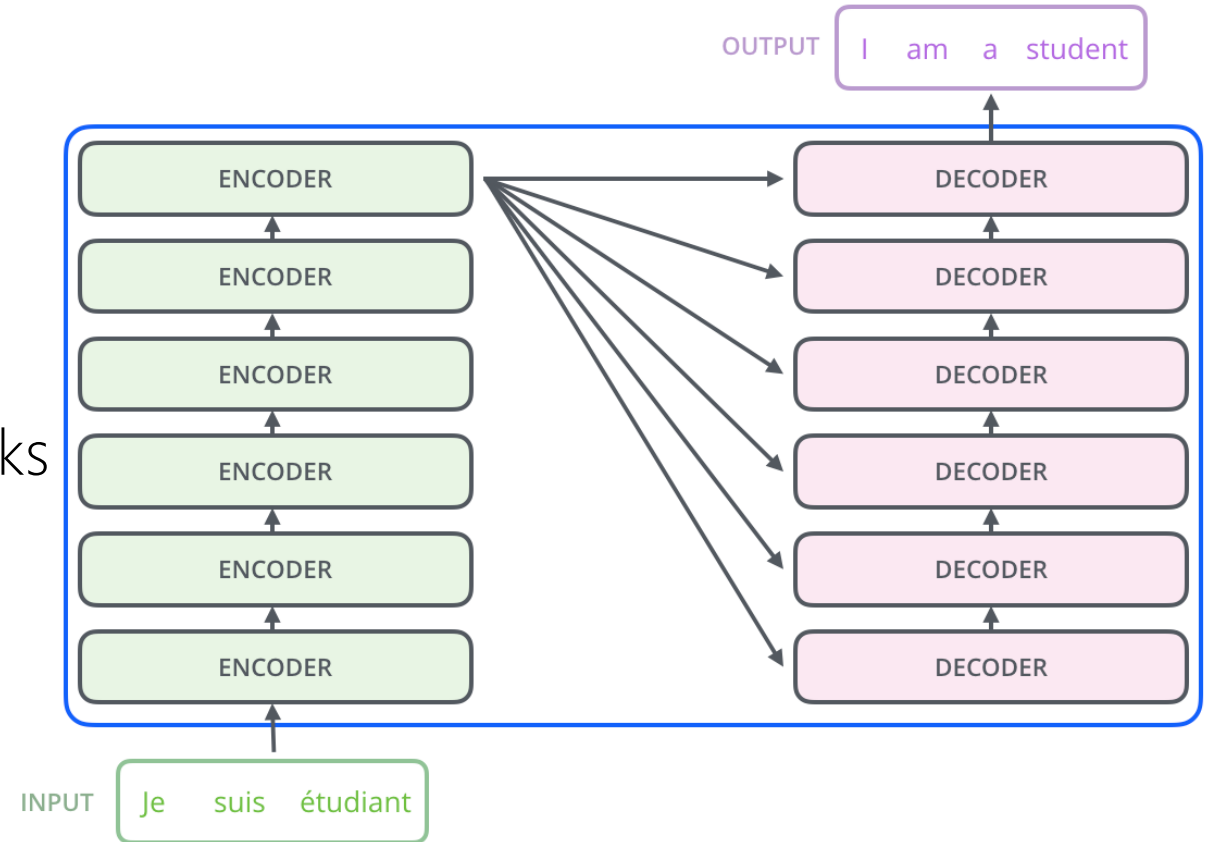 OUTPUT I am a student
ENCODER DECODER
ENCODER DECODER
ENCODER DECODER
ENCODER DECODER
ks
ENCODER DECODER
ENCODER DECODER
INPUT Je suis étudiant